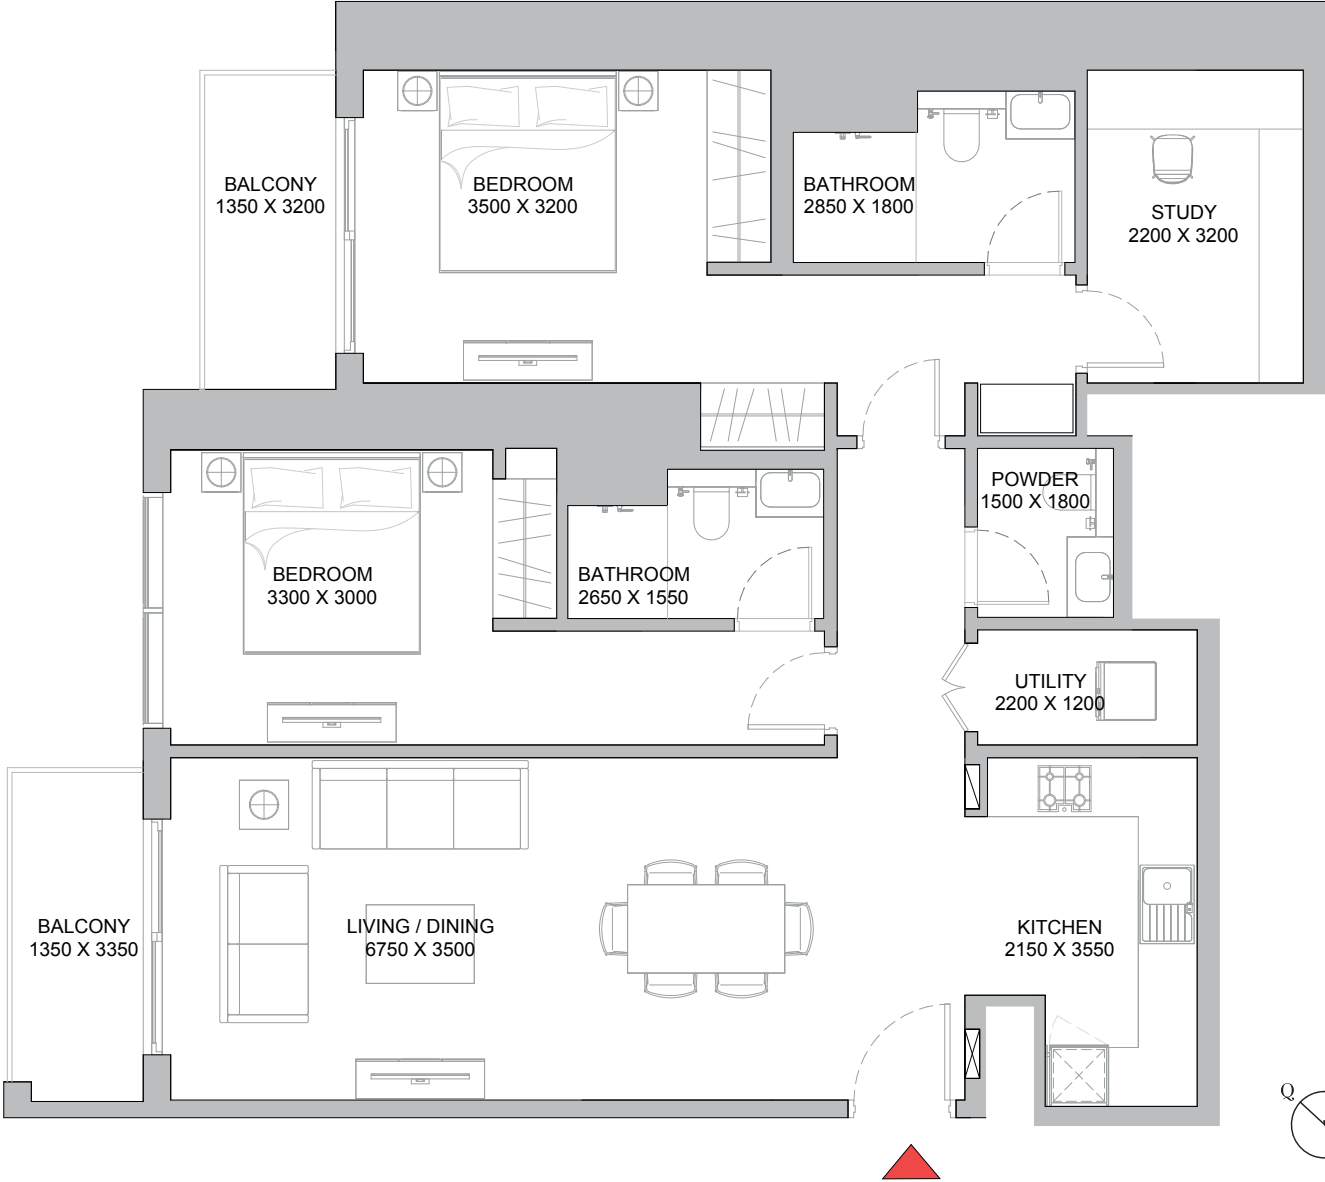 BALCONY
1350 X 3200
BEDROOM
3500 X 3200
BATHROOM
2850 X 1800
STUDY
2200 X 3200
POWDER
1500 X 1800
BEDROOM
3300 X 3000
BATHROOM
2650 X 1550
UTILITY
2200 X 1200
BALCONY
1350 X 3350
LIVING / DINING
6750 X 3500
KITCHEN
2150 X 3550
Q